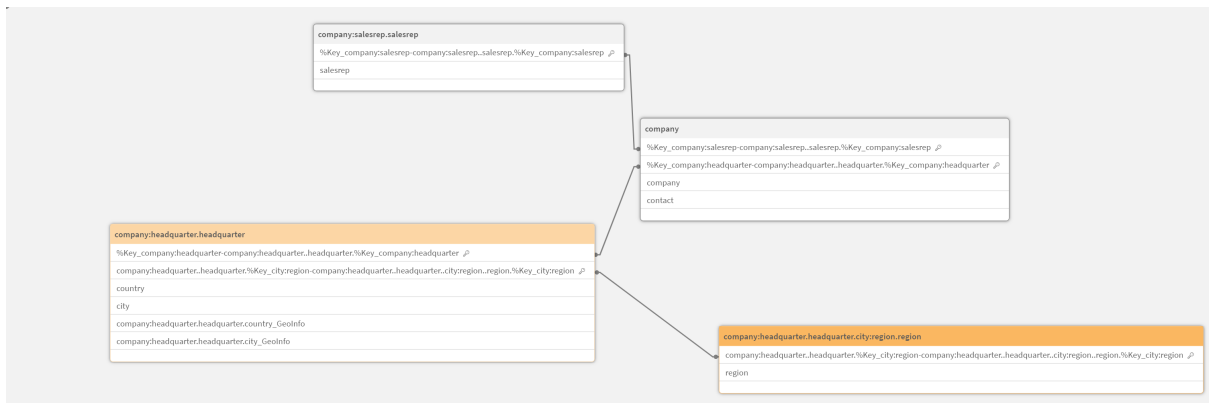 company:salesrep.salesrep
%Key_company:salesrep-company:salesrep..salesrep.%Key_company:salesrep
salesrep
company
%Key_company:salesrep-company:salesrep..salesrep.%Key_company:salesrep
%Key_company:headquarter-company:headquarter..headquarter.%Key_company:headquarter
company
contact
company:headquarter.headquarter
%Key_company:headquarter-company:headquarter..headquarter.%Key_company:headquarter
company:headquarter..headquarter.%Key_city:region-company:headquarter..headquarter..city:region..region.%Key_city:region
country
city
company:headquarter.headquarter.country_GeoInfo
company:headquarter.headquarter.city_GeoInfo
company:headquarter.headquarter.city:region.region
company:headquarter..headquarter.%Key_city:region-company:headquarter..headquarter..city:region..region.%Key_city:region
region